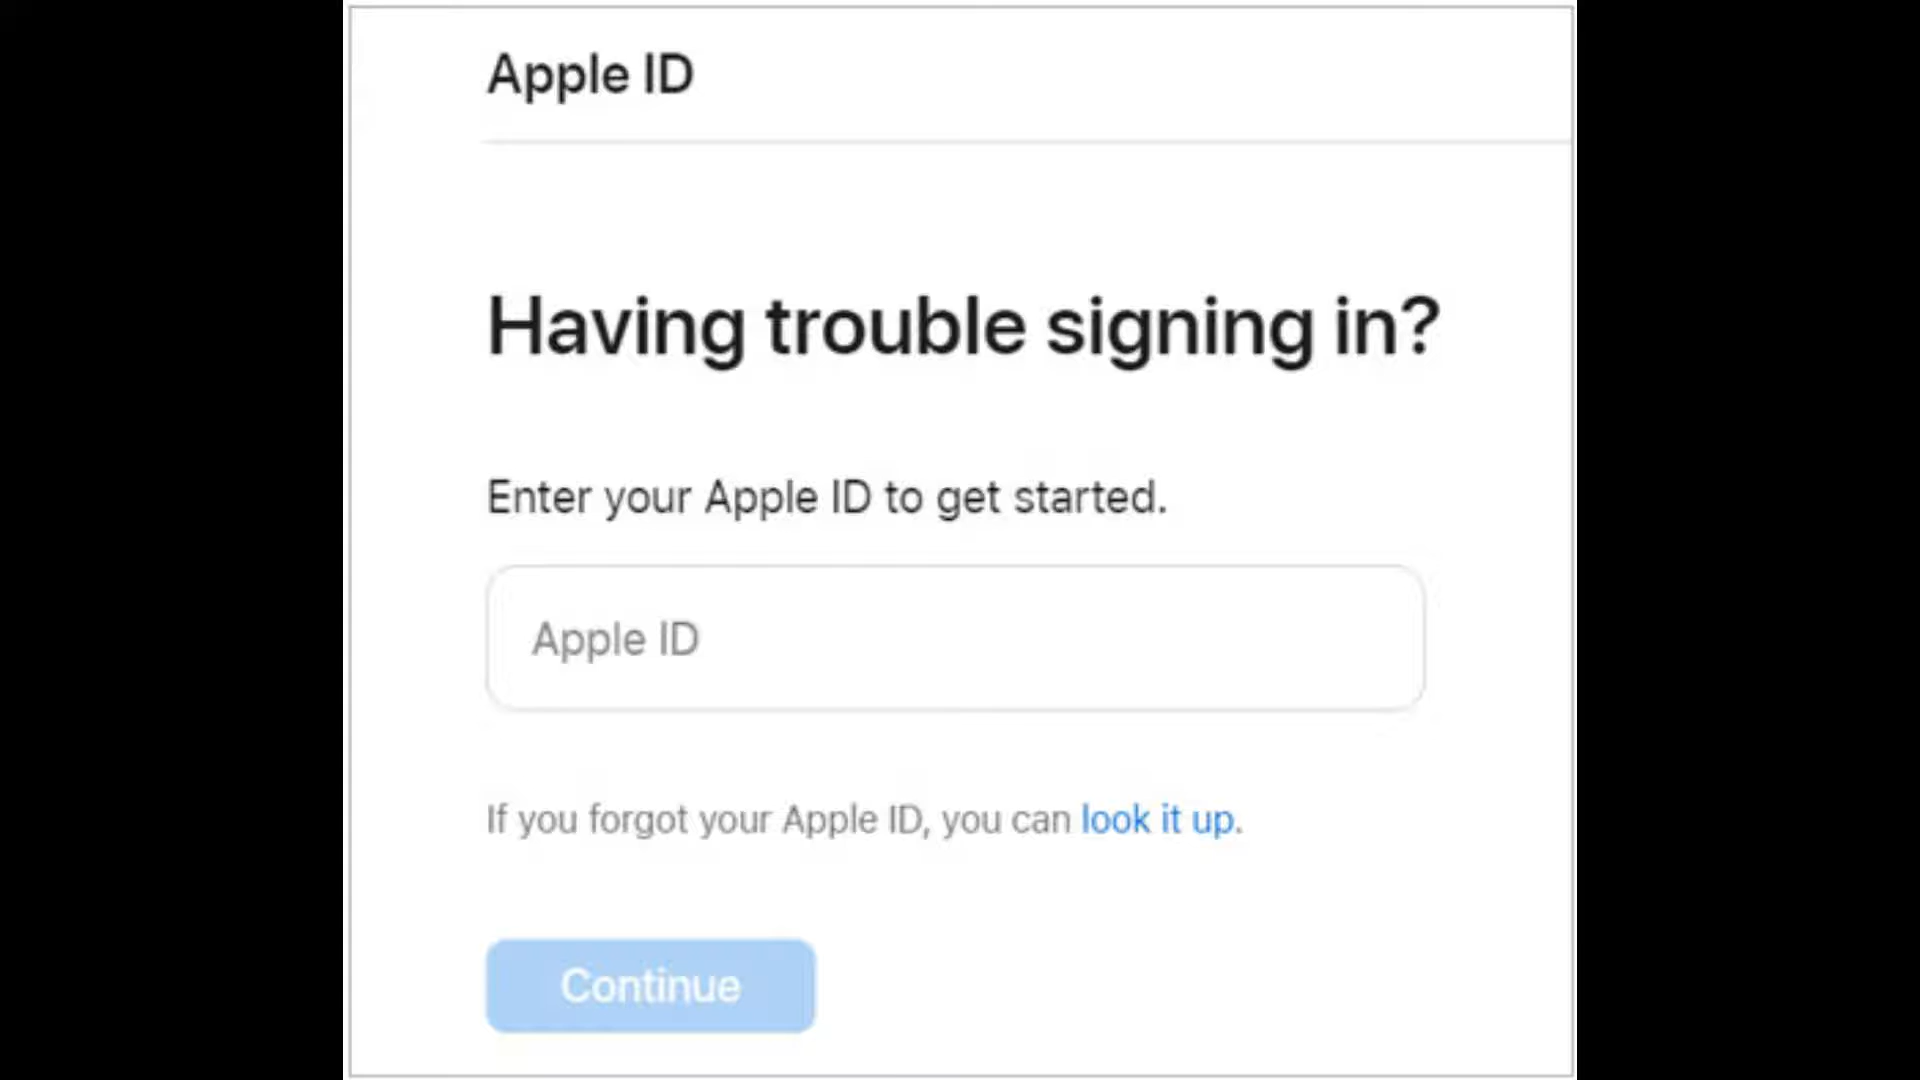 Apple ID
Having trouble signing in?
Enter your Apple ID to get started.
Apple ID
If you forgot your Apple ID, you can look it up.
Continue